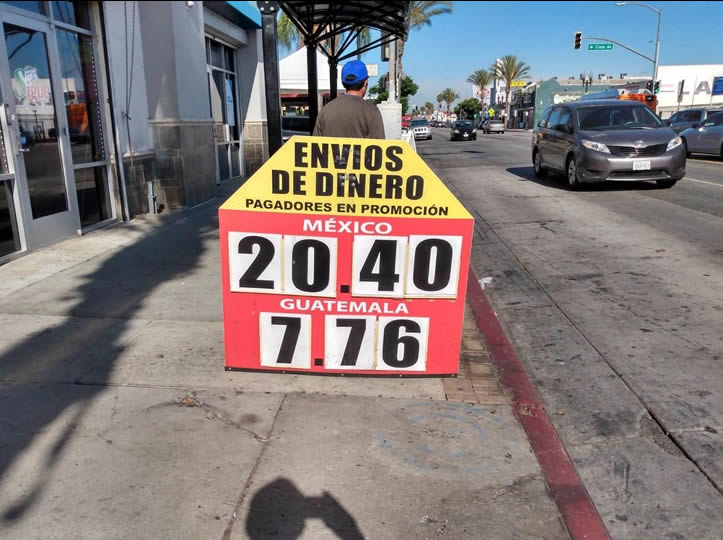 ENVIOS
DE DINERO
PAGADORES EN PROMOCIÓN
MÉXICO
20.40
GUATEMALA
7.76